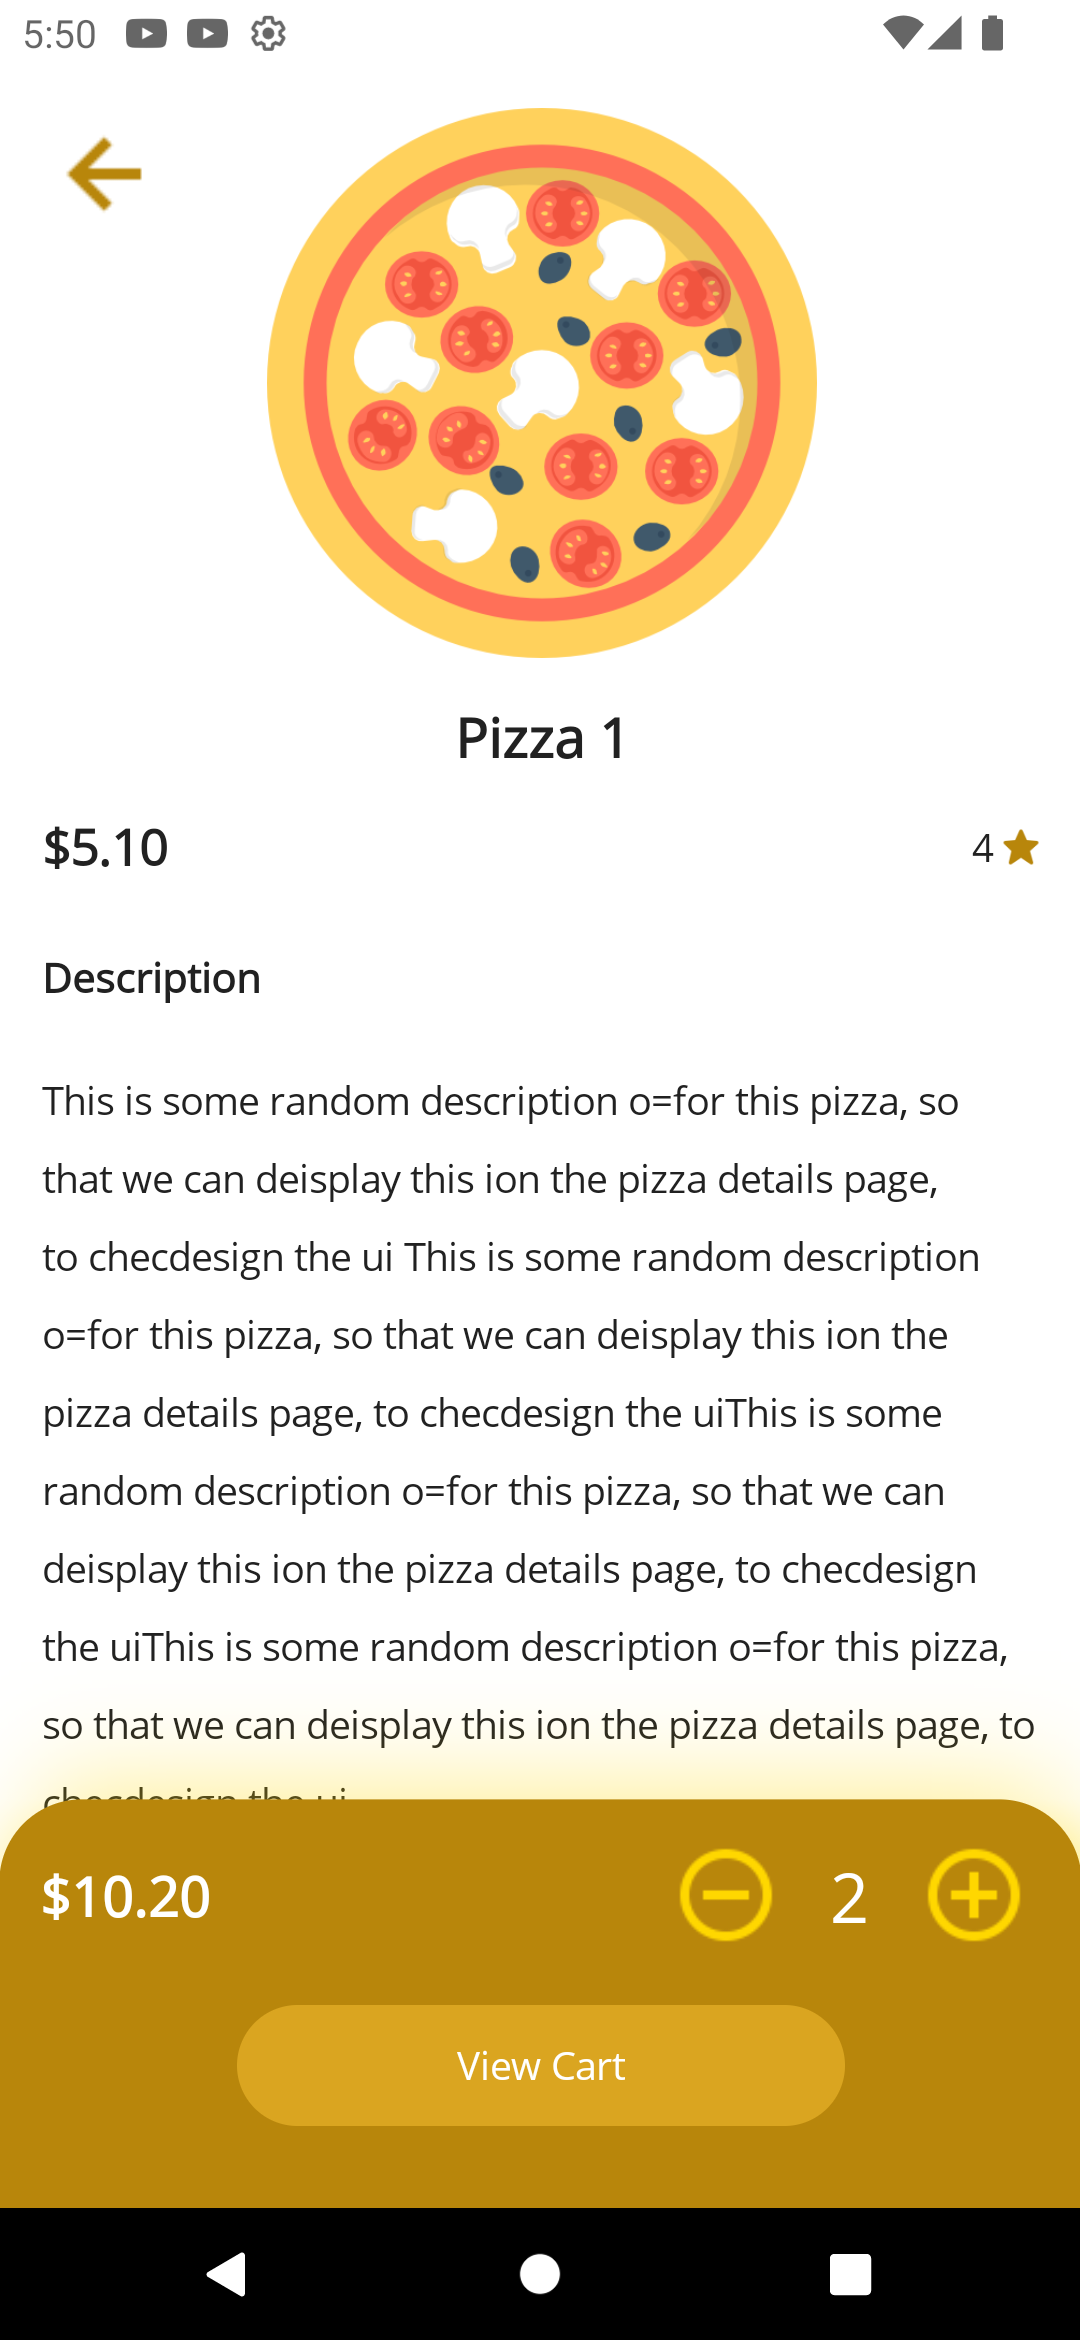 5:50
Pizza 1
$5.10
4
Description
This is some random description o=for this pizza, so
that we can deisplay this ion the pizza details page,
to checdesign the ui This is some random description
o=for this pizza, so that we can deisplay this ion the
pizza details page, to checdesign the uiThis is some
random description o=for this pizza, so that we can
deisplay this ion the pizza details page, to checdesign
the uiThis is some random description o=for this pizza,
so that we can deisplay this ion the pizza details page, to
checdesign the ui
$10.20
2
View Cart